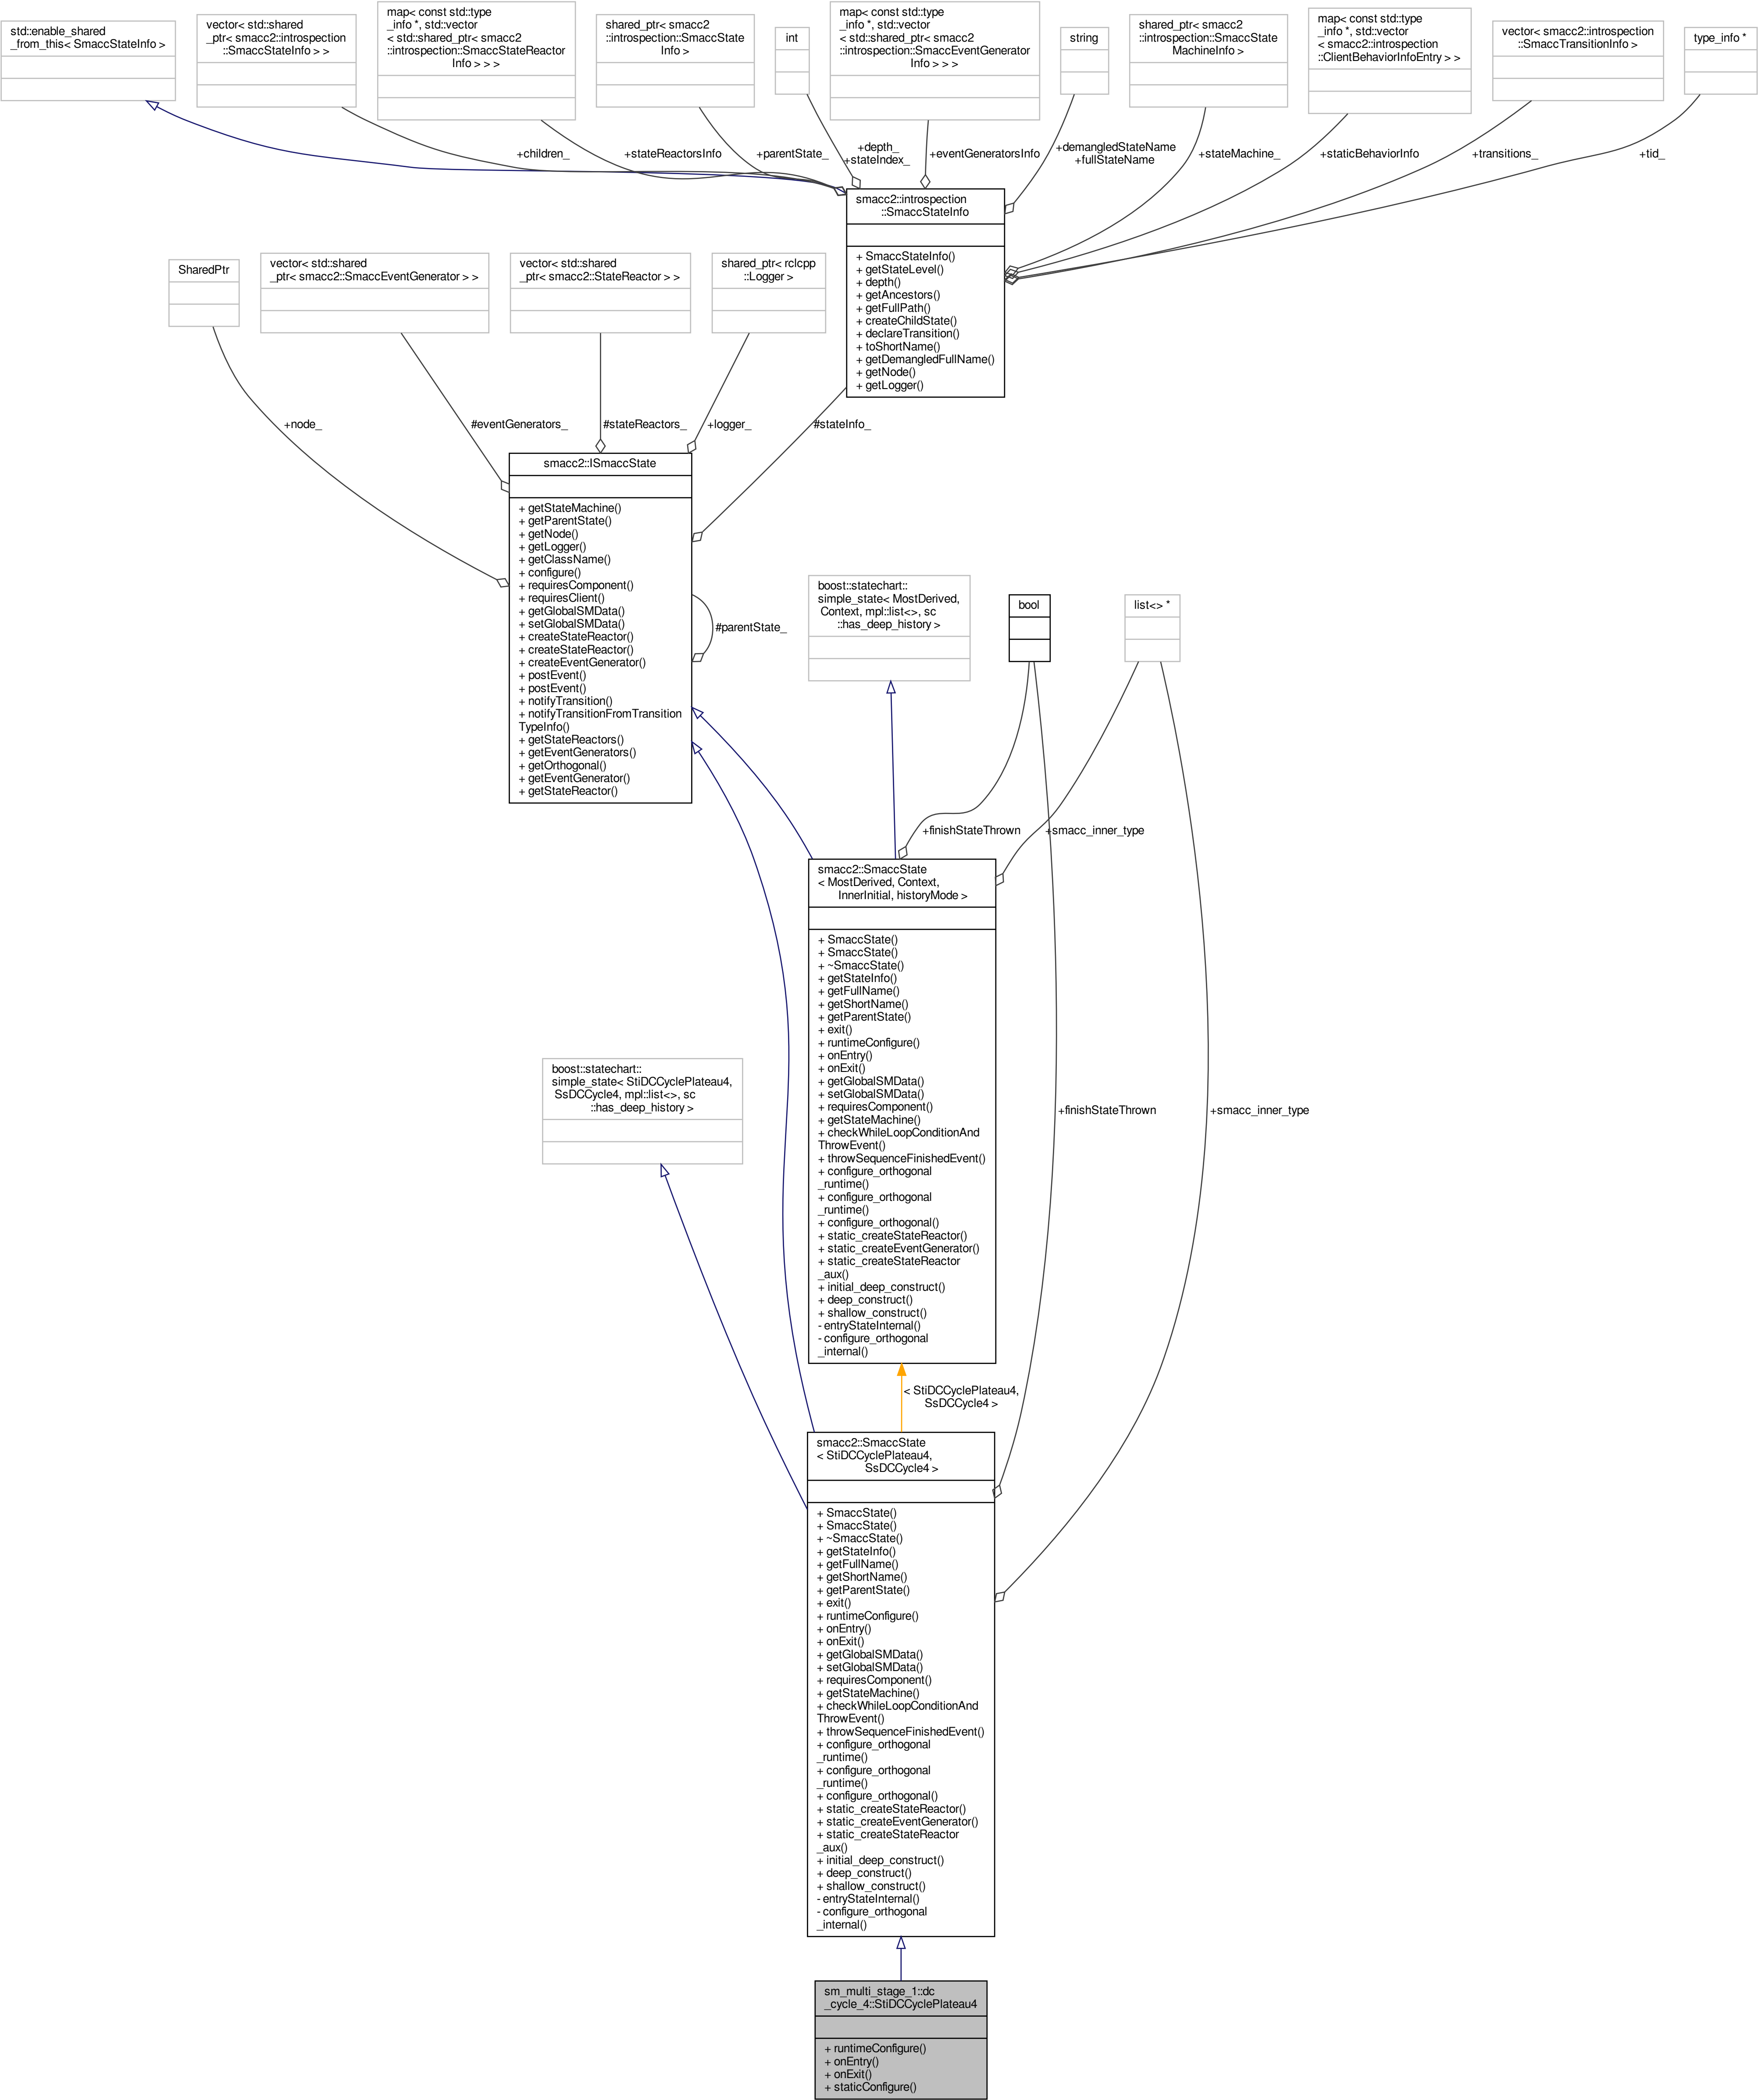 std::enable_shared
_from_this< SmaccStateInfo >
vector< std::shared
_ptr< smacc2::introspection
::SmaccStateInfo > >
map< const std::type
_info *, std::vector
< std::shared_ptr< smacc2
::introspection::SmaccStateReactor
Info > > >
shared_ptr< smacc2
::introspection::SmaccState
Info >
int
map< const std::type
_info *, std::vector
< std::shared_ptr< smacc2
::introspection::SmaccEventGenerator
Info > > >
string
shared_ptr< smacc2
::introspection::SmaccState
MachineInfo >
map< const std::type
_info *, std::vector
< smacc2::introspection
::ClientBehaviorInfoEntry > >
vector< smacc2::introspection
::SmaccTransitionInfo >
type_info *
+children_
+stateReactorsInfo
+parentState_
+depth_
+stateIndex_
+eventGeneratorsInfo
+demangledStateName
+fullStateName
+stateMachine_
+staticBehaviorInfo
+transitions_
+tid_
smacc2::introspection
::SmaccStateInfo
+ SmaccStateInfo()
+ getStateLevel()
+ depth()
+ getAncestors()
+ getFullPath()
+ createChildState()
+ declareTransition()
+ toShortName()
+ getDemangledFullName()
+ getNode()
+ getLogger()
SharedPtr
vector< std::shared
_ptr< smacc2::SmaccEventGenerator > >
vector< std::shared
_ptr< smacc2::StateReactor > >
shared_ptr< rclcpp
::Logger >
+node_
#eventGenerators_
#stateReactors_
+logger_
#stateInfo_
smacc2::ISmaccState
+ getStateMachine()
+ getParentState()
+ getNode()
+ getLogger()
+ getClassName()
+ configure()
+ requiresComponent()
+ requiresClient()
+ getGlobalSMData()
+ setGlobalSMData()
+ createStateReactor()
+ createStateReactor()
+ createEventGenerator()
+ postEvent()
+ postEvent()
+ notifyTransition()
+ notifyTransitionFromTransition
TypeInfo()
+ getStateReactors()
+ getEventGenerators()
+ getOrthogonal()
+ getEventGenerator()
+ getStateReactor()
#parentState_
boost::statechart::
simple_state< MostDerived,
Context, mpl::list<>, sc
::has_deep_history >
bool
list<> *
+finishStateThrown
+smacc_inner_type
smacc2::SmaccState
< MostDerived, Context,
InnerInitial, historyMode >
+ SmaccState()
+ SmaccState()
+ ~SmaccState()
+ getStateInfo()
+ getFullName()
+ getShortName()
+ getParentState()
+ exit()
+ runtimeConfigure()
+ onEntry()
+ onExit()
+ getGlobalSMData()
+ setGlobalSMData()
+ requiresComponent()
+ getStateMachine()
+ checkWhileLoopConditionAnd
ThrowEvent()
+ throwSequenceFinishedEvent()
+ configure_orthogonal
_runtime()
+ configure_orthogonal
_runtime()
+ configure_orthogonal()
+ static_createStateReactor()
+ static_createEventGenerator()
+ static_createStateReactor
_aux()
+ initial_deep_construct()
+ deep_construct()
+ shallow_construct()
- entryStateInternal()
- configure_orthogonal
_internal()
boost::statechart::
simple_state< StiDCCyclePlateau4,
SsDCCycle4, mpl::list<>, sc
::has_deep_history >
+finishStateThrown
+smacc_inner_type
< StiDCCyclePlateau4,
SsDCCycle4 >
smacc2::SmaccState
< StiDCCyclePlateau4,
SsDCCycle4 >
+ SmaccState()
+ SmaccState()
+ ~SmaccState()
+ getStateInfo()
+ getFullName()
+ getShortName()
+ getParentState()
+ exit()
+ runtimeConfigure()
+ onEntry()
+ onExit()
+ getGlobalSMData()
+ setGlobalSMData()
+ requiresComponent()
+ getStateMachine()
+ checkWhileLoopConditionAnd
ThrowEvent()
+ throwSequenceFinishedEvent()
+ configure_orthogonal
_runtime()
+ configure_orthogonal
_runtime()
+ configure_orthogonal()
+ static_createStateReactor()
+ static_createEventGenerator()
+ static_createStateReactor
_aux()
+ initial_deep_construct()
+ deep_construct()
+ shallow_construct()
- entryStateInternal()
- configure_orthogonal
_internal()
sm_multi_stage_1::dc
_cycle_4::StiDCCyclePlateau4
+ runtimeConfigure()
+ onEntry()
+ onExit()
+ staticConfigure()